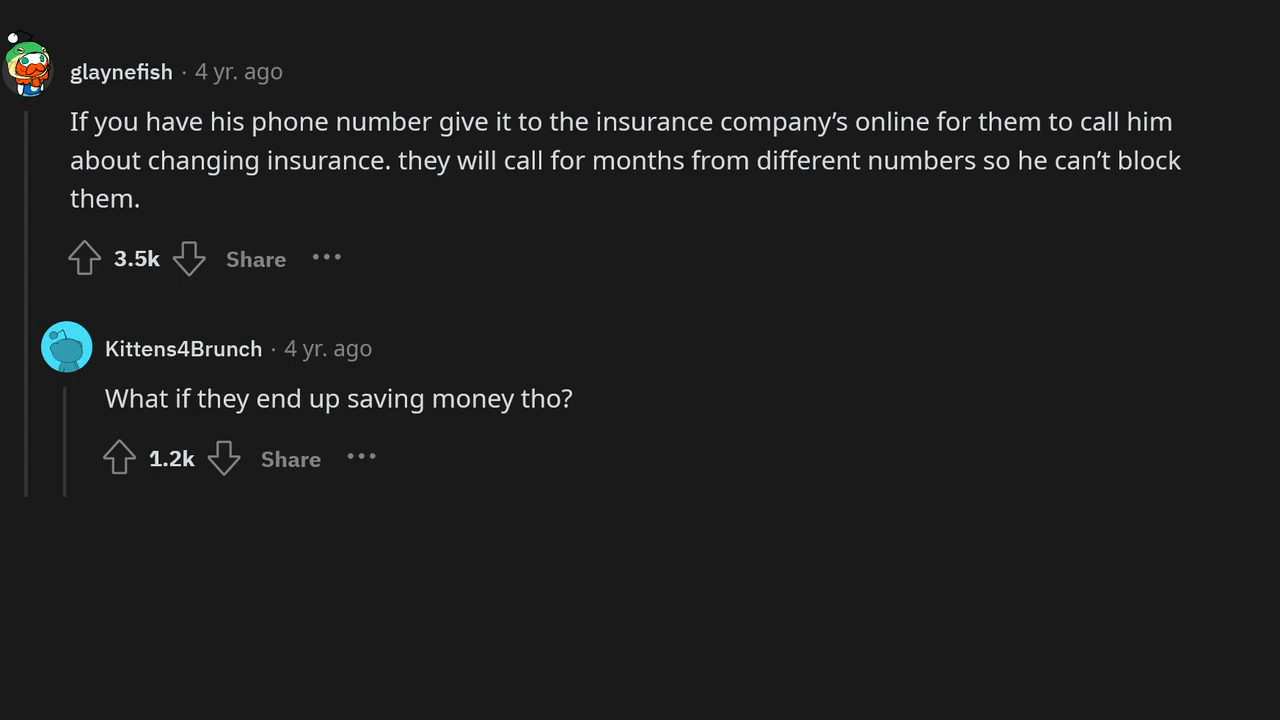 glaynefish · 4 yr. ago
If you have his phone number give it to the insurance company’s online for them to call him
about changing insurance. they will call for months from different numbers so he can’t block
them.
3.5k Share •••
Kittens4Brunch · 4 yr. ago
What if they end up saving money tho?
1.2k Share •••